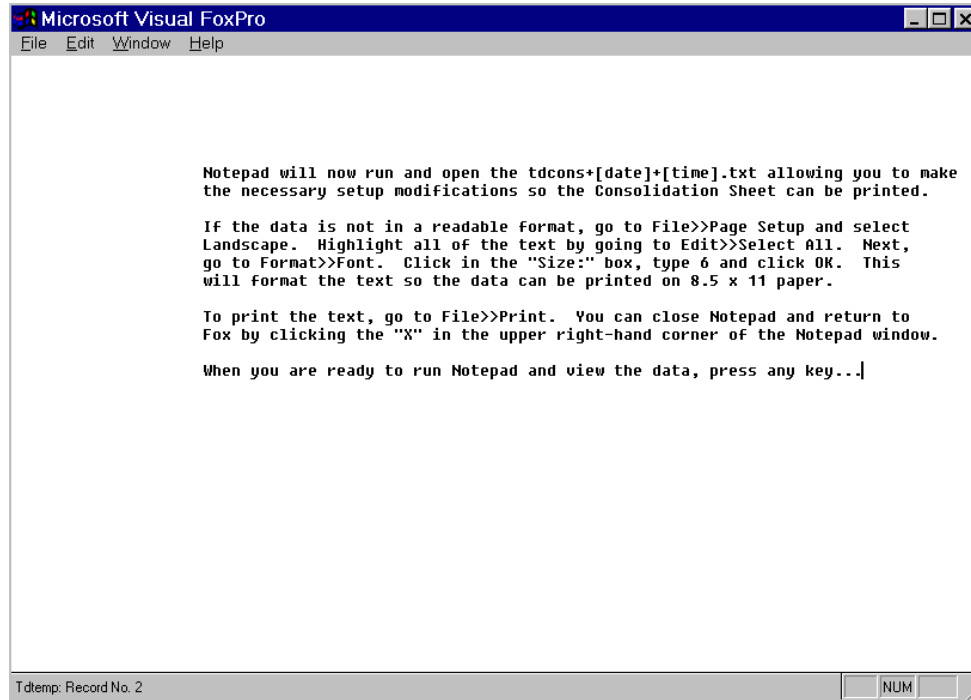 Microsoft Visual FoxPro
File Edit Window Help
Notepad will now run and open the tdcons+[date]+[time].txt allowing you to make
the necessary setup modifications so the Consolidation Sheet can be printed.
If the data is not in a readable format, go to File>>Page Setup and select
Landscape.  Highlight all of the text by going to Edit>>Select All.  Next,
go to Format>>Font.  Click in the "Size:" box, type 6 and click OK.  This
will format the text so the data can be printed on 8.5 x 11 paper.
To print the text, go to File>>Print.  You can close Notepad and return to
Fox by clicking the "X" in the upper right-hand corner of the Notepad window.
When you are ready to run Notepad and view the data, press any key...
Tdtemp: Record No. 2 NUM